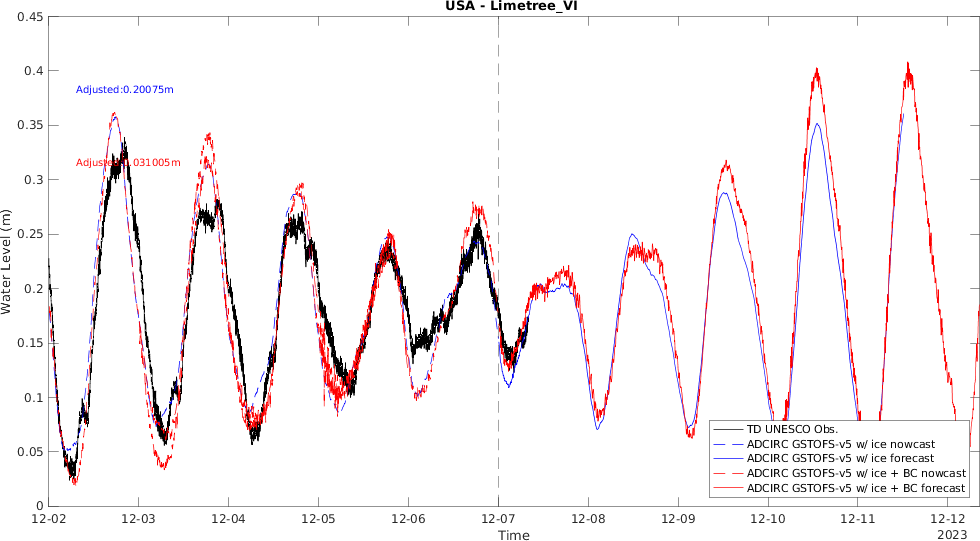 USA - Limetree_VI
0.45
0.4
0.35
0.3
0.25
0.2
0.15
0.1
0.05
0
Water Level (m)
Adjusted:0.20075m
Adjusted:0.031005m
TD UNESCO Obs.
ADCIRC GSTOFS-v5 w/ ice nowcast
ADCIRC GSTOFS-v5 w/ ice forecast
ADCIRC GSTOFS-v5 w/ ice + BC nowcast
ADCIRC GSTOFS-v5 w/ ice + BC forecast
12-02 12-03 12-04 12-05 12-06 12-07 12-08 12-09 12-10 12-11 12-12
Time
2023